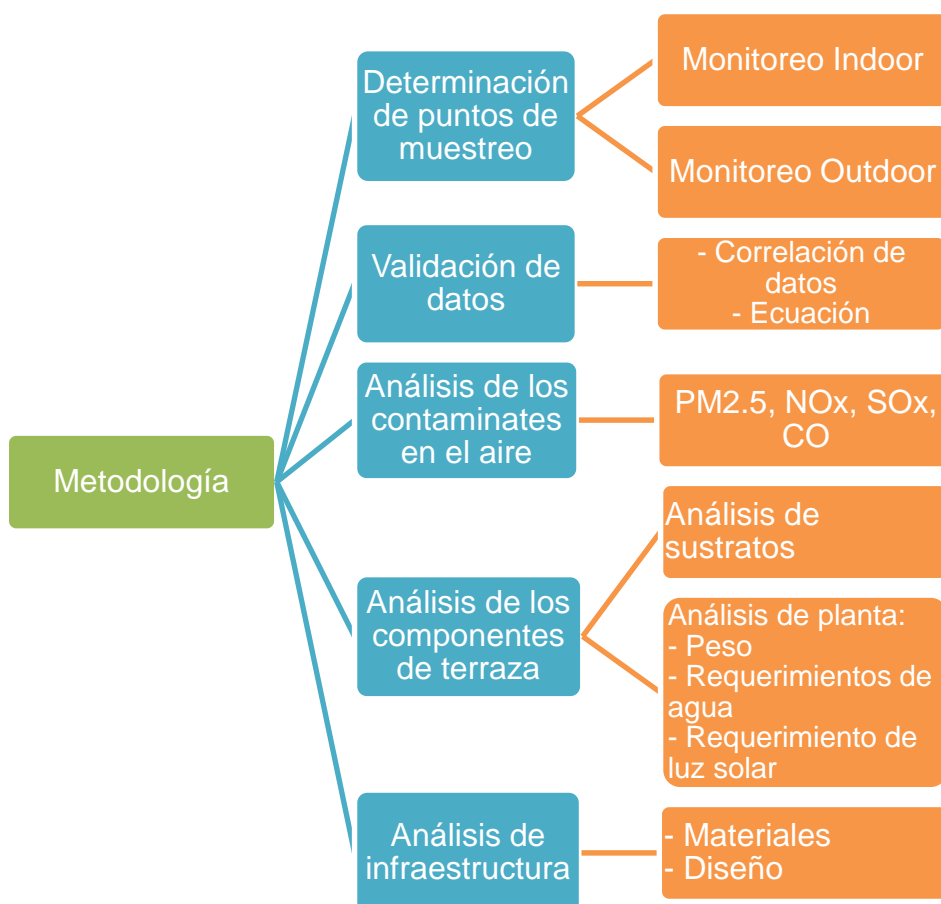 Metodología
Determinación
de puntos de
muestreo
Monitoreo Indoor
Monitoreo Outdoor
Validación de
datos
- Correlación de
datos
- Ecuación
Análisis de los
contaminates
en el aire
PM2.5, NOx, SOx,
CO
Análisis de los
componentes
de terraza
Análisis de
sustratos
Análisis de planta:
- Peso
- Requerimientos de
agua
- Requerimiento de
luz solar
Análisis de
infraestructura
- Materiales
- Diseño